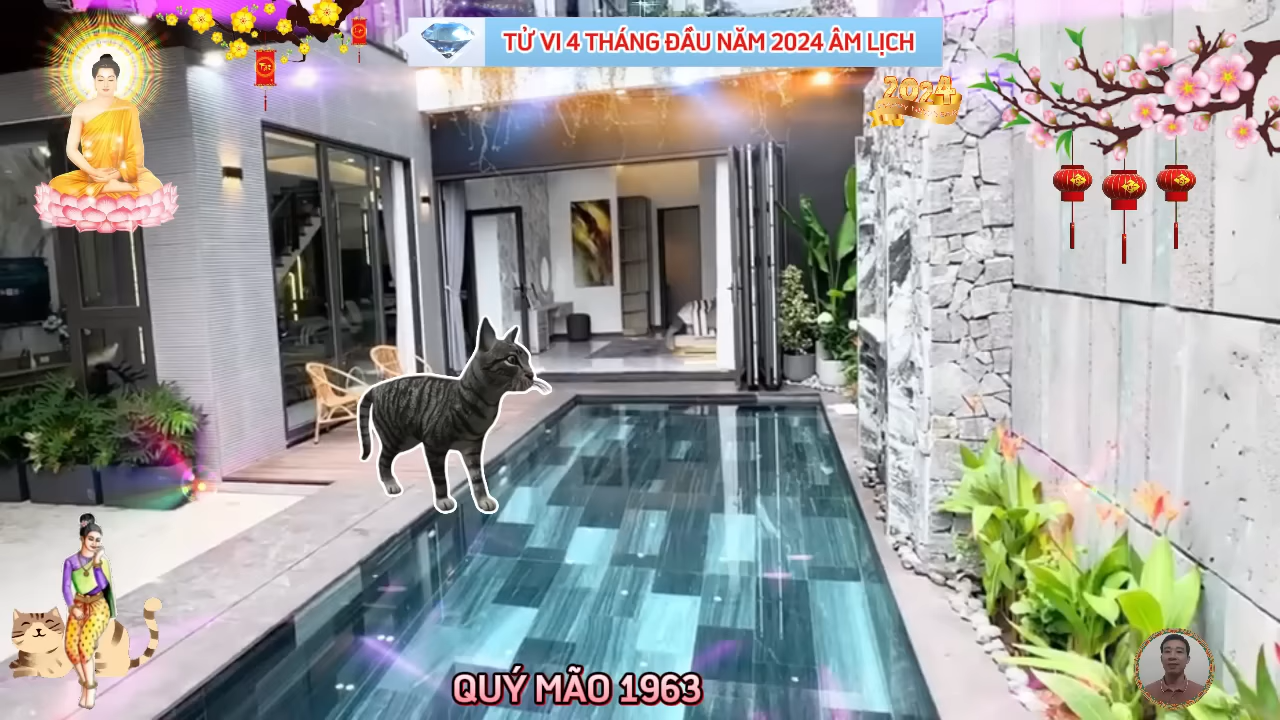 TỬ VI 4 THÁNG ĐẦU NĂM 2024 ÂM LỊCH
2024
QUÝ MÃO 1963